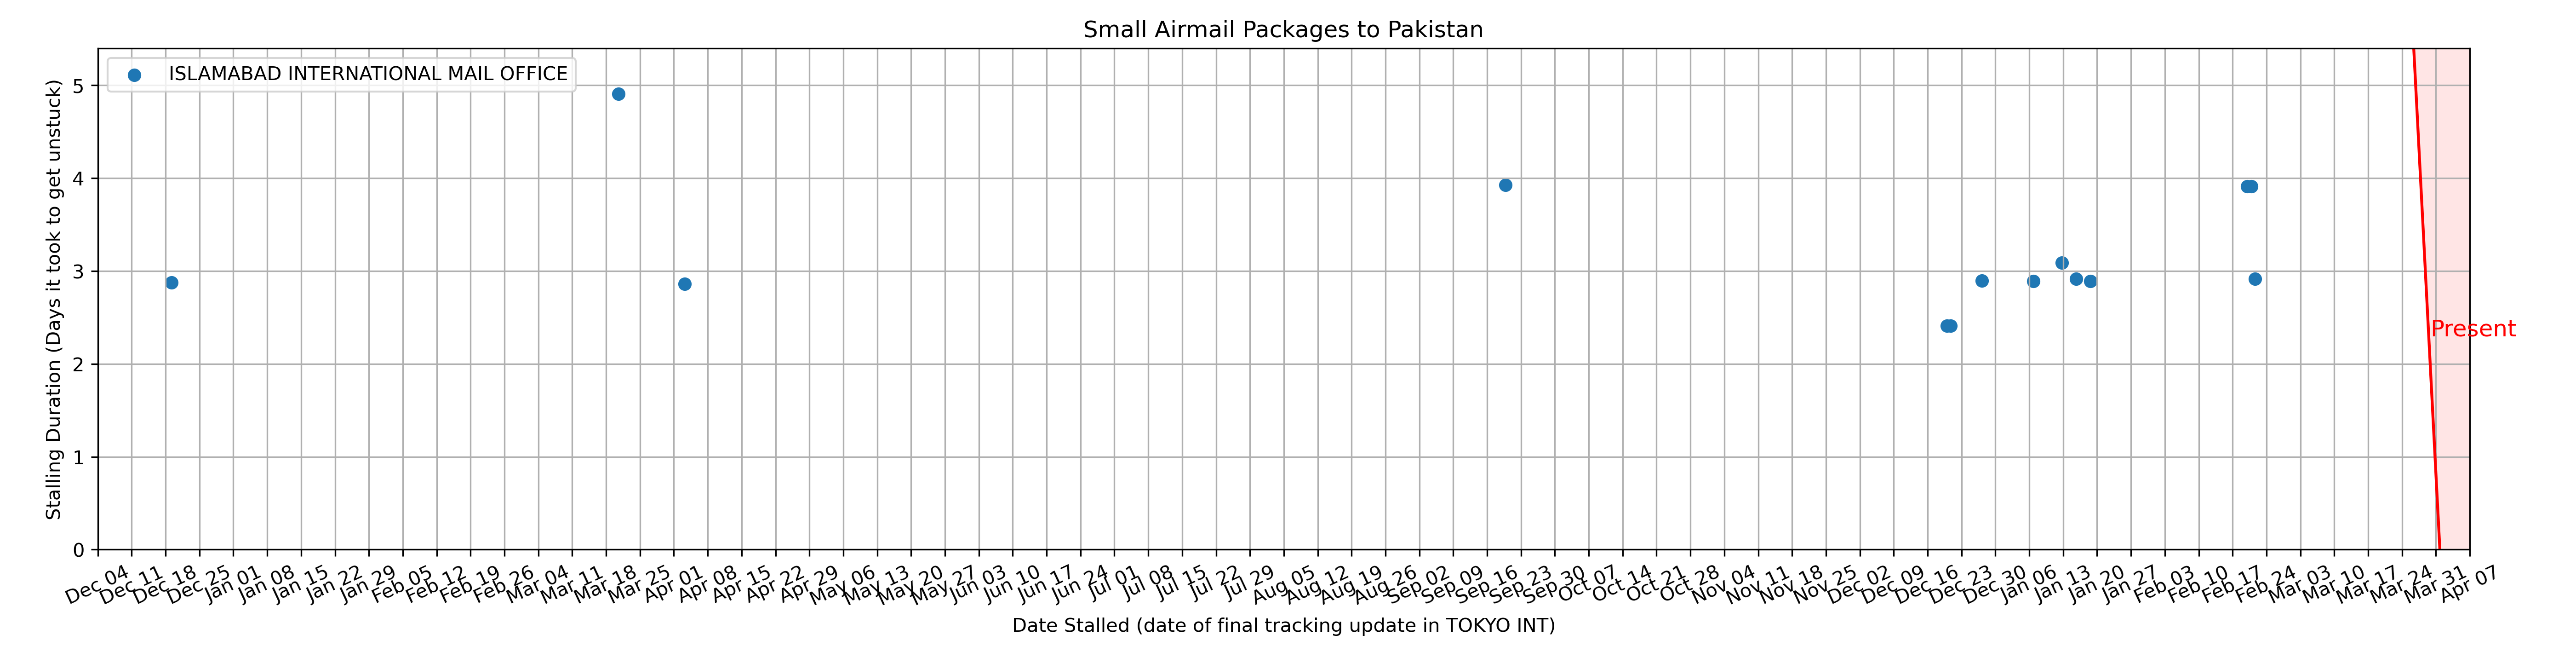 Small Airmail Packages to Pakistan
ISLAMABAD INTERNATIONAL MAIL OFFICE
Stalling Duration (Days it took to get unstuck)
5
4
3
2
1
0
Present
Dec 04
Dec 11
Dec 18
Dec 25
Jan 01
Jan 08
Jan 15
Jan 22
Jan 29
Feb 05
Feb 12
Feb 19
Feb 26
Mar 04
Mar 11
Mar 18
Mar 25
Apr 01
Apr 08
Apr 15
Apr 22
Apr 29
May 06
May 13
May 20
May 27
Jun 03
Jun 10
Jun 17
Jun 24
Jul 01
Jul 08
Jul 15
Jul 22
Jul 29
Aug 05
Aug 12
Aug 19
Aug 26
Sep 02
Sep 09
Sep 16
Sep 23
Sep 30
Oct 07
Oct 14
Oct 21
Oct 28
Nov 04
Nov 11
Nov 18
Nov 25
Dec 02
Dec 09
Dec 16
Dec 23
Dec 30
Jan 06
Jan 13
Jan 20
Jan 27
Feb 03
Feb 10
Feb 17
Feb 24
Mar 03
Mar 10
Mar 17
Mar 24
Mar 31
Apr 07
Date Stalled (date of final tracking update in TOKYO INT)